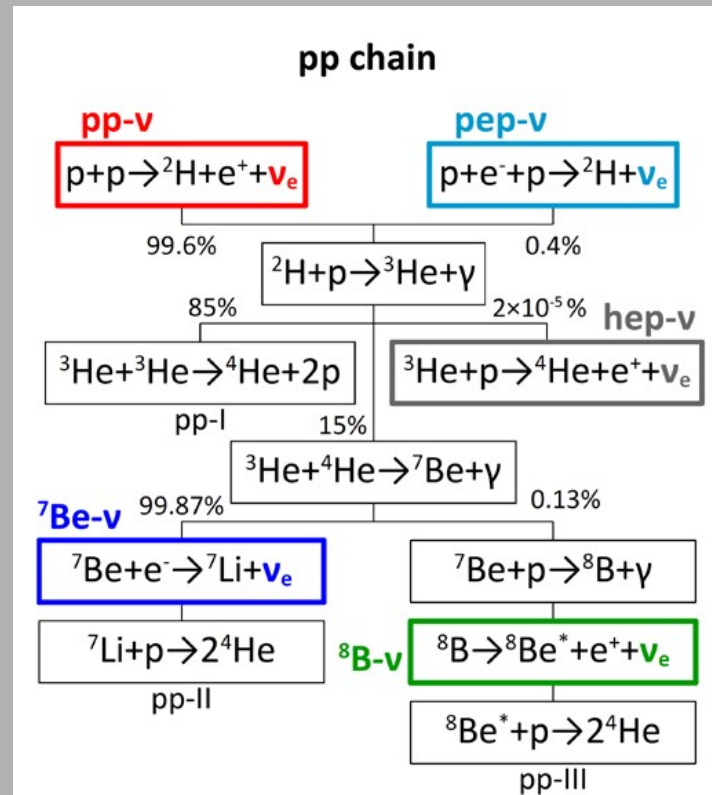 pp chain
pp-ν pep-ν
p+p→²H+e⁺+νₑ p+e⁻+p→²H+νₑ
99.6% 0.4%
²H+p→³He+γ
85% 2×10⁻⁵% hep-ν
³He+³He→⁴He+2p ³He+p→⁴He+e⁺+νₑ
pp-I
15%
³He+⁴He→⁷Be+γ
⁷Be-ν 99.87% 0.13%
⁷Be+e⁻→⁷Li+νₑ ⁷Be+p→⁸B+γ
⁷Li+p→2⁴He ⁸B-ν ⁸B→⁸Be*+e⁺+νₑ
pp-II
⁸Be*+p→2⁴He
pp-III